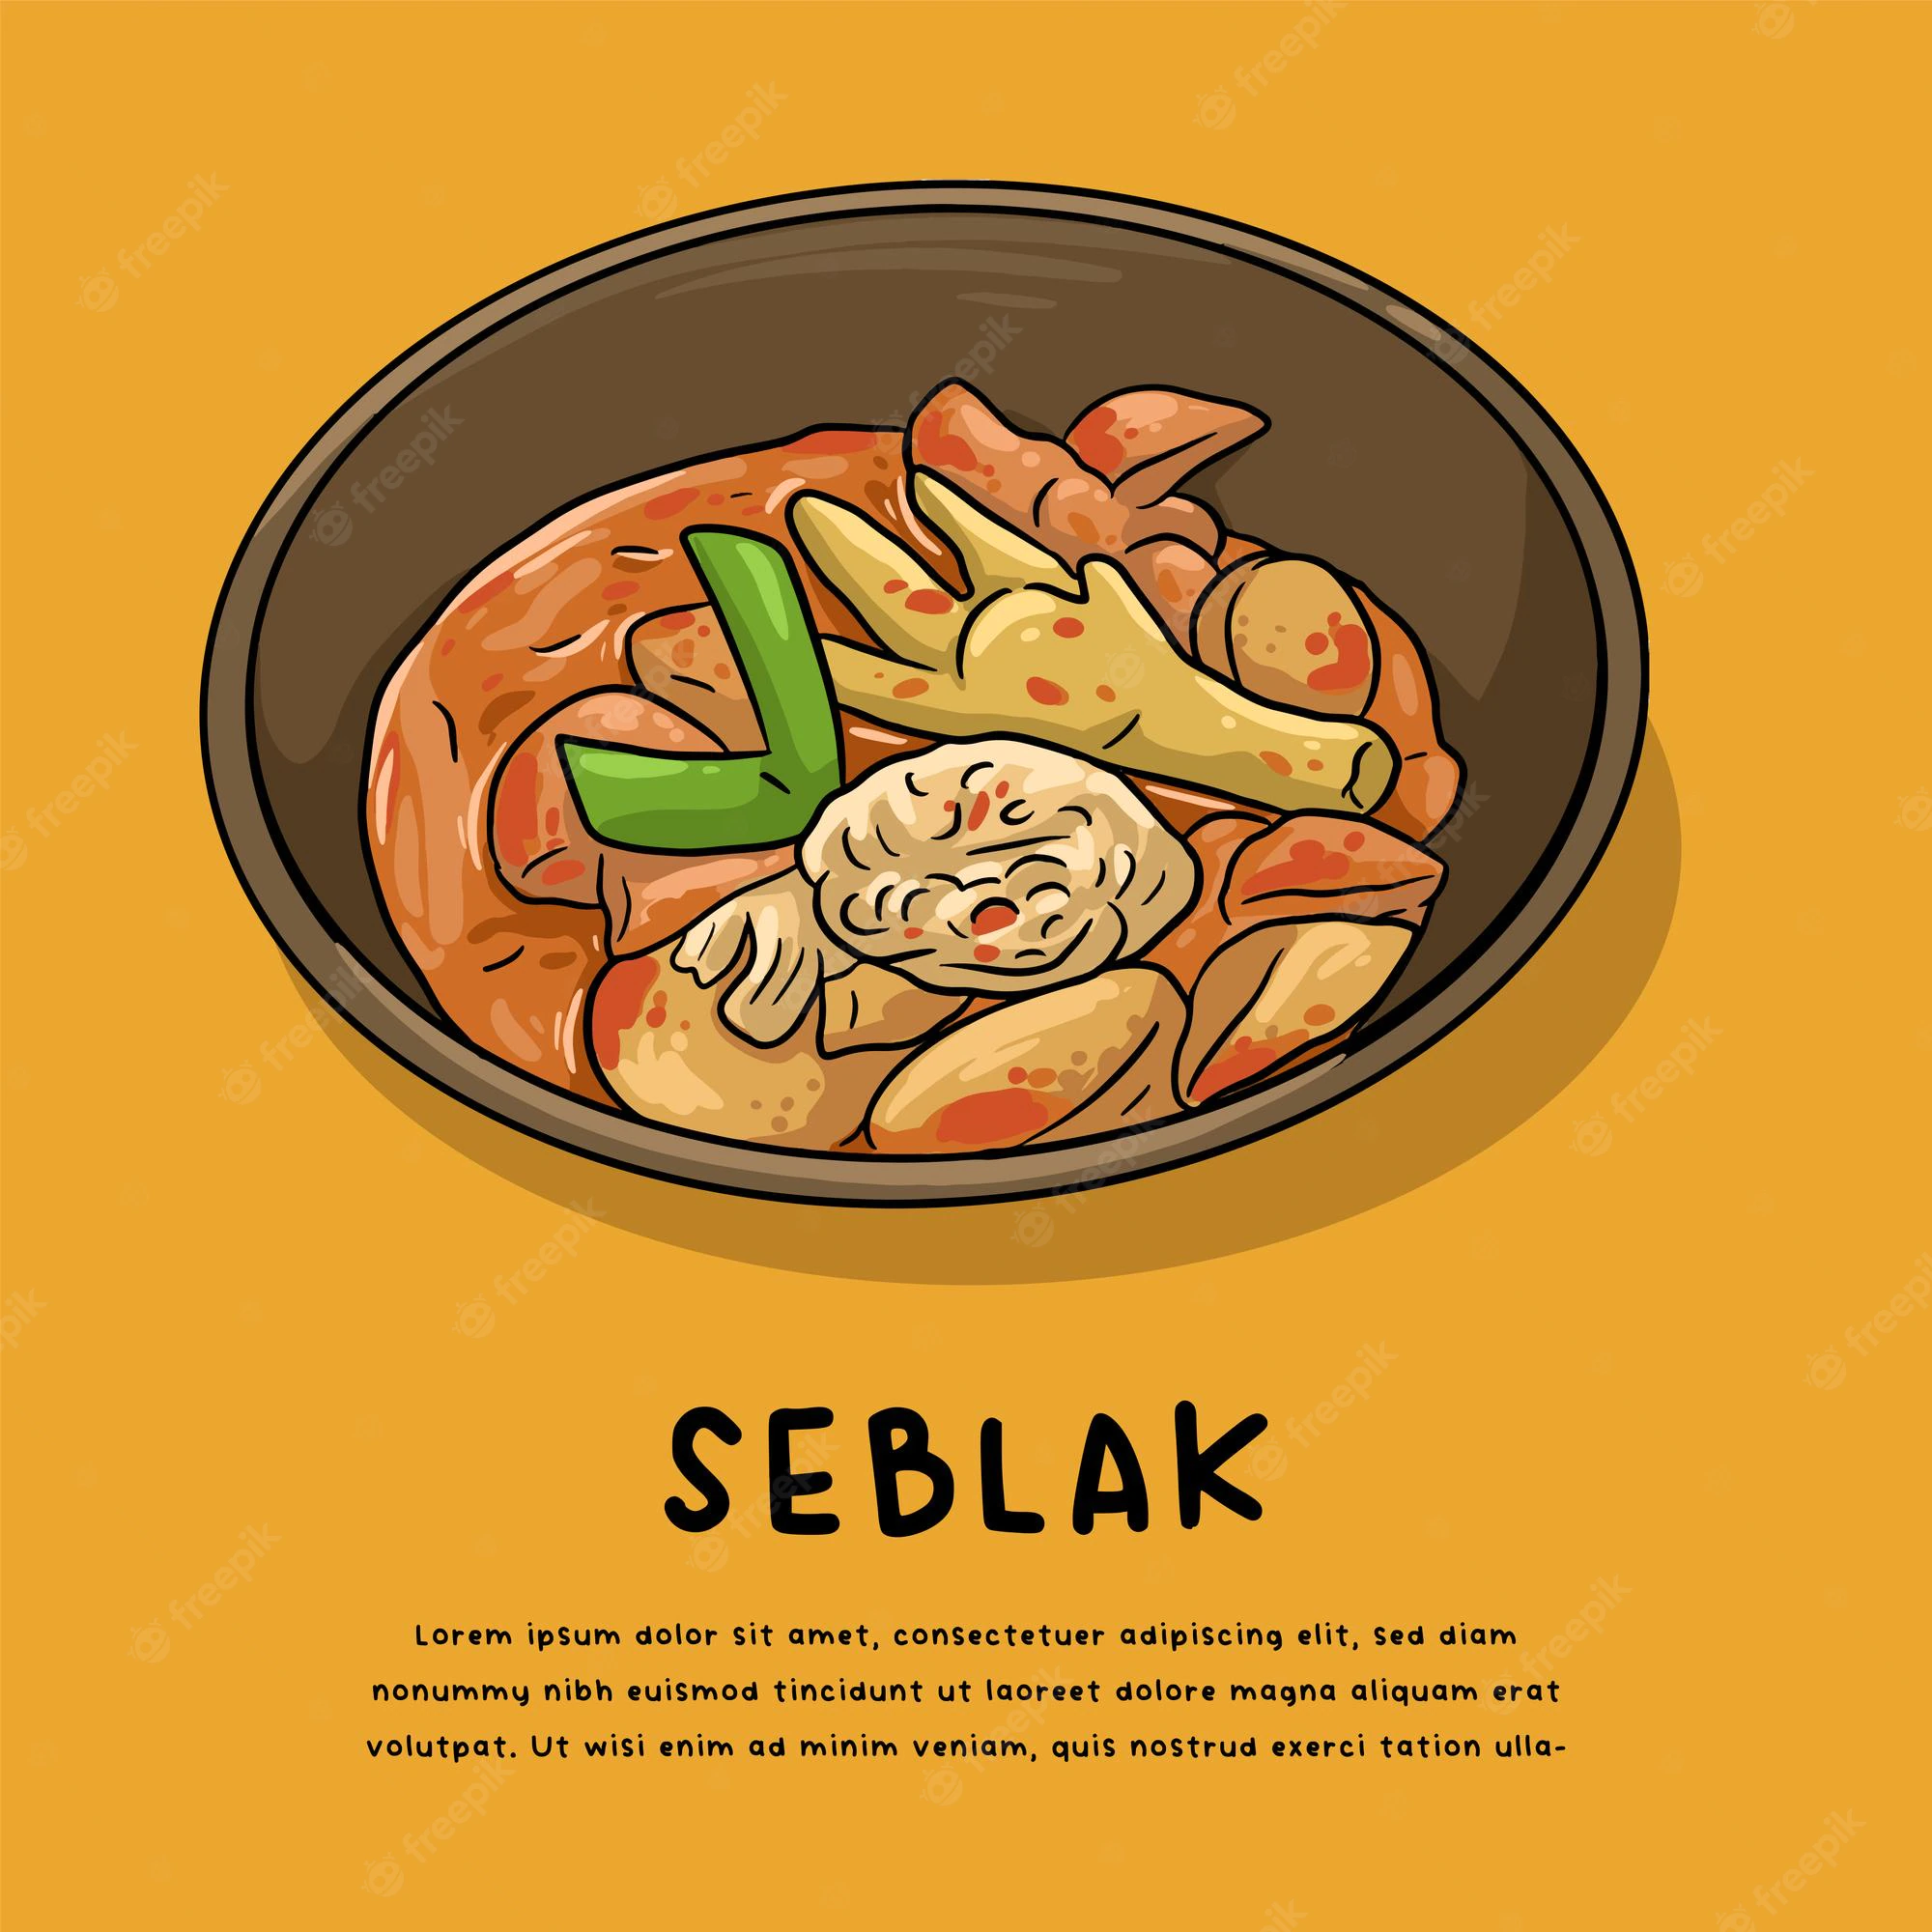 SEBLAK
Lorem ipsum dolor sit amet, consectetuer adipiscing elit, sed diam
nonummy nibh euismod tincidunt ut laoreet dolore magna aliquam erat
volutpat. Ut wisi enim ad minim veniam, quis nostrud exerci tation ulla-
freepik